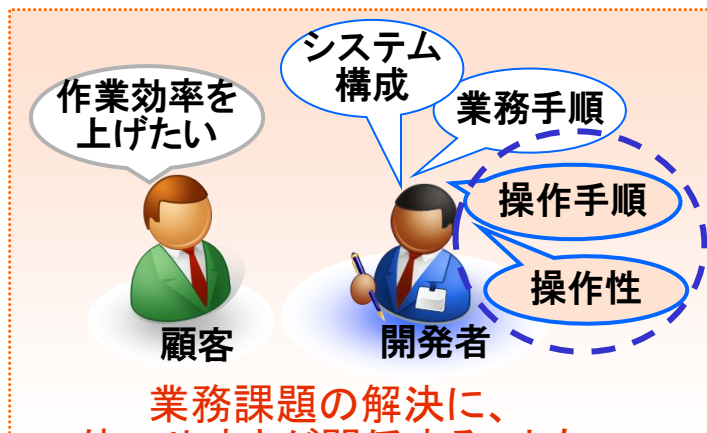 作業効率を
上げたい
システム
構成
業務手順
操作手順
操作性
顧客
開発者
業務課題の解決に、